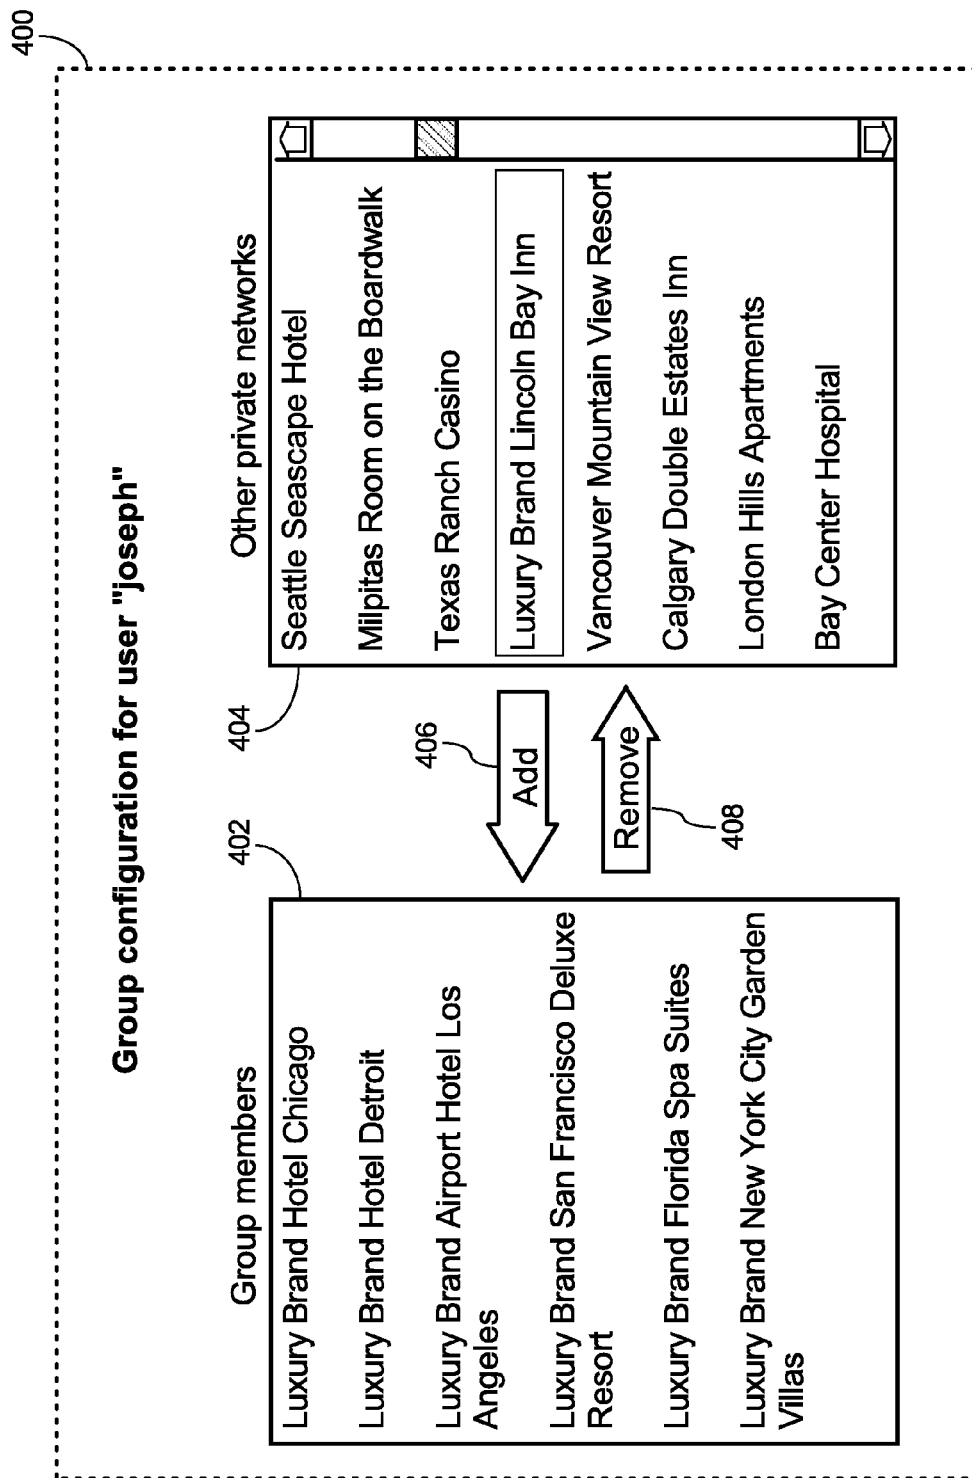 400
Group configuration for user "joseph"
Group members
402
Luxury Brand Hotel Chicago
Luxury Brand Hotel Detroit
Luxury Brand Airport Hotel Los
Angeles
Luxury Brand San Francisco Deluxe
Resort
Luxury Brand Florida Spa Suites
Luxury Brand New York City Garden
Villas
406
Add
Remove
408
Other private networks
404
Seattle Seascape Hotel
Milpitas Room on the Boardwalk
Texas Ranch Casino
Luxury Brand Lincoln Bay Inn
Vancouver Mountain View Resort
Calgary Double Estates Inn
London Hills Apartments
Bay Center Hospital